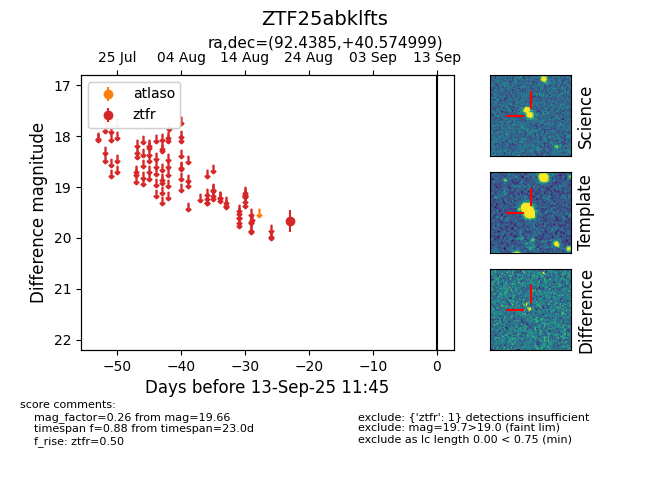 ZTF25abklfts
ra,dec=(92.4385,+40.574999)
25 Jul 04 Aug 14 Aug 24 Aug 03 Sep 13 Sep
17
18
19
20
21
22
Difference magnitude
atlaso
ztfr
−50 −40 −30 −20 −10 0
Days before 13-Sep-25 11:45
Science
Template
Difference
score comments:
mag_factor=0.26 from mag=19.66
timespan f=0.88 from timespan=23.0d
f_rise: ztfr=0.50
exclude: {'ztfr': 1} detections insufficient
exclude: mag=19.7>19.0 (faint lim)
exclude as lc length 0.00 < 0.75 (min)